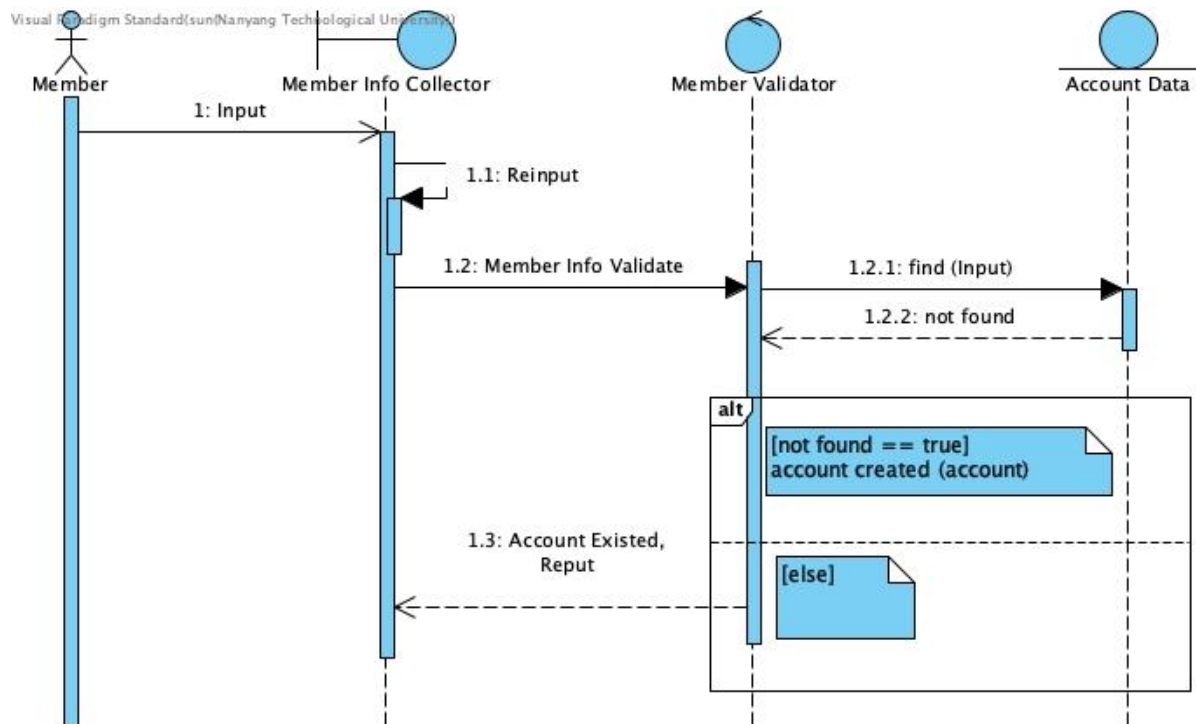 Visual Paradigm Standard(sun(Nanyang Technological University))
Member
Member Info Collector
Member Validator
Account Data
1: Input
1.1: Reinput
1.2: Member Info Validate
1.2.1: find (Input)
1.2.2: not found
alt
[not found == true]
account created (account)
1.3: Account Existed,
Reput
[else]